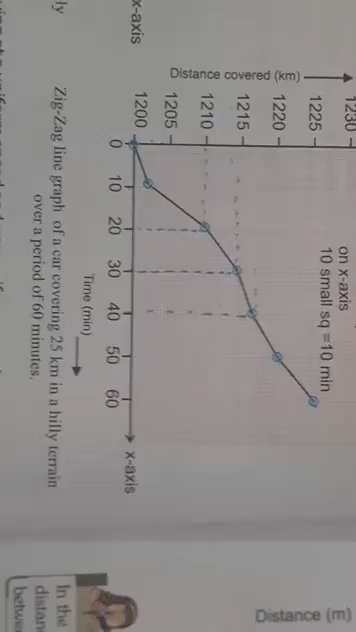 on x-axis
10 small sq = 10 min
Distance covered (km)
1230
1225
1220
1215
1210
1205
1200
0
10
20
30
40
50
60
x-axis
Time (min)
Zig-Zag line graph of a car covering 25 km in a hilly terrain
over a period of 60 minutes.
x-axis
ly
Distance (m)
In the
distan
betwe